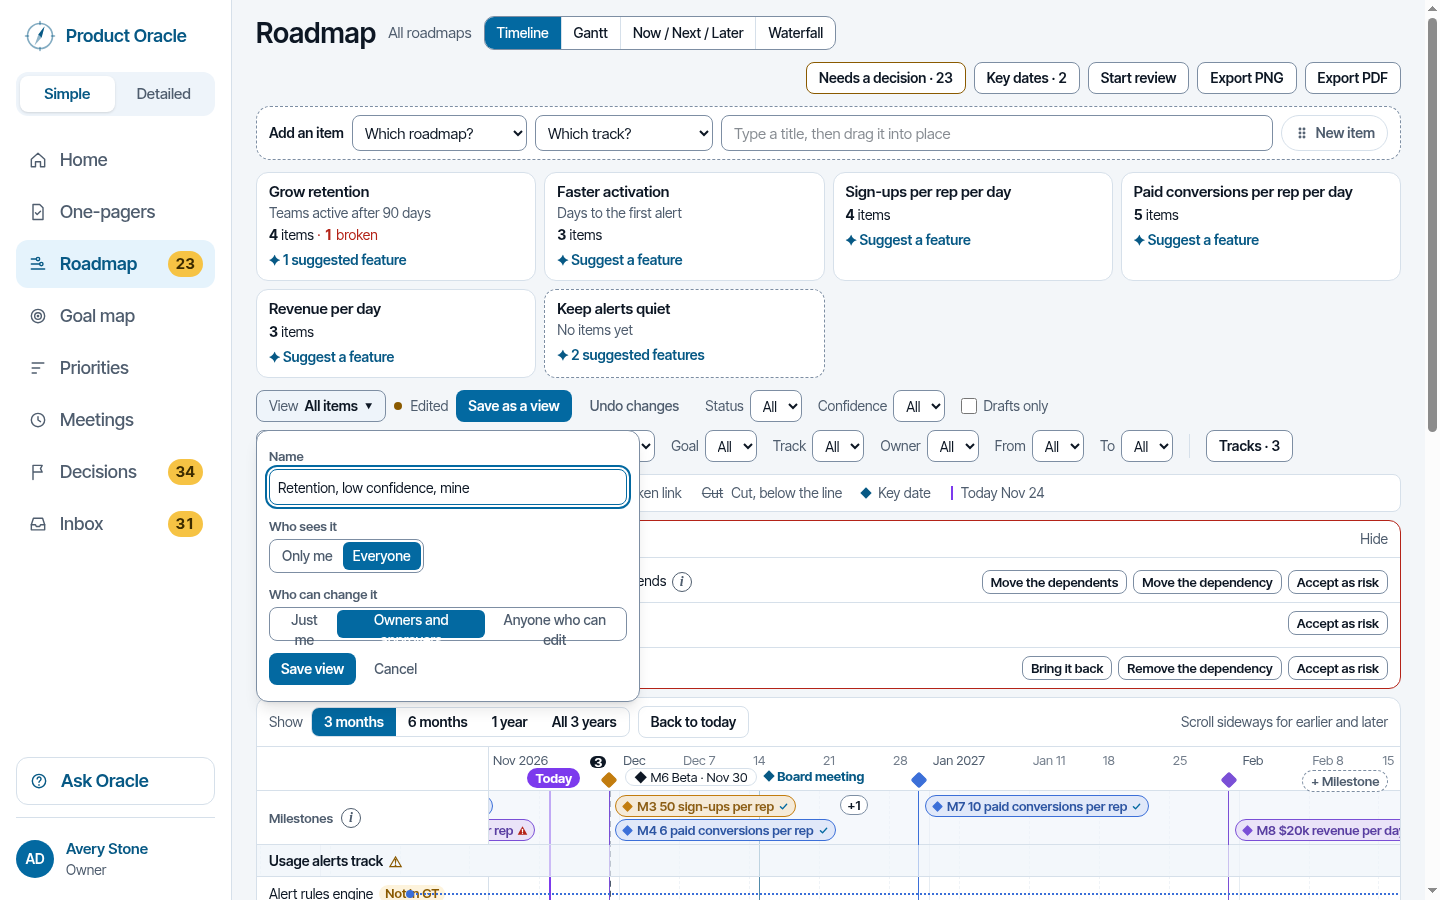 Product Oracle
Simple
Detailed
Home
One-pagers
Roadmap
23
Goal map
Priorities
Meetings
Decisions
34
Inbox
31
Ask Oracle
AD
Avery Stone
Owner
Roadmap
All roadmaps
Timeline
Gantt
Now / Next / Later
Waterfall
Needs a decision · 23
Key dates · 2
Start review
Export PNG
Export PDF
Add an item
Which roadmap?
Which track?
Type a title, then drag it into place
New item
Grow retention
Teams active after 90 days
4 items · 1 broken
1 suggested feature
Faster activation
Days to the first alert
3 items
Suggest a feature
Sign-ups per rep per day
4 items
Suggest a feature
Paid conversions per rep per day
5 items
Suggest a feature
Revenue per day
3 items
Suggest a feature
Keep alerts quiet
No items yet
2 suggested features
View All items
Edited
Save as a view
Undo changes
Status
All
Confidence
All
Drafts only
Goal
All
Track
All
Owner
All
From
All
To
All
Tracks · 3
Name
Retention, low confidence, mine
Who sees it
Only me
Everyone
Who can change it
Just me
Owners and
Anyone who can edit
Save view
Cancel
link
Cut
Cut, below the line
Key date
Today Nov 24
Hide
Move the dependents
Move the dependency
Accept as risk
Accept as risk
Bring it back
Remove the dependency
Accept as risk
Show
3 months
6 months
1 year
All 3 years
Back to today
Scroll sideways for earlier and later
Nov 2026
3
Dec
Dec 7
14
21
28
Jan 2027
Jan 11
18
25
Feb
Feb 8
15
Today
M6 Beta · Nov 30
Board meeting
+ Milestone
Milestones
rep
M3 50 sign-ups per rep
+1
M7 10 paid conversions per rep
M4 6 paid conversions per rep
M8 $20k revenue per day
Usage alerts track
Alert rules engine
Not in GT